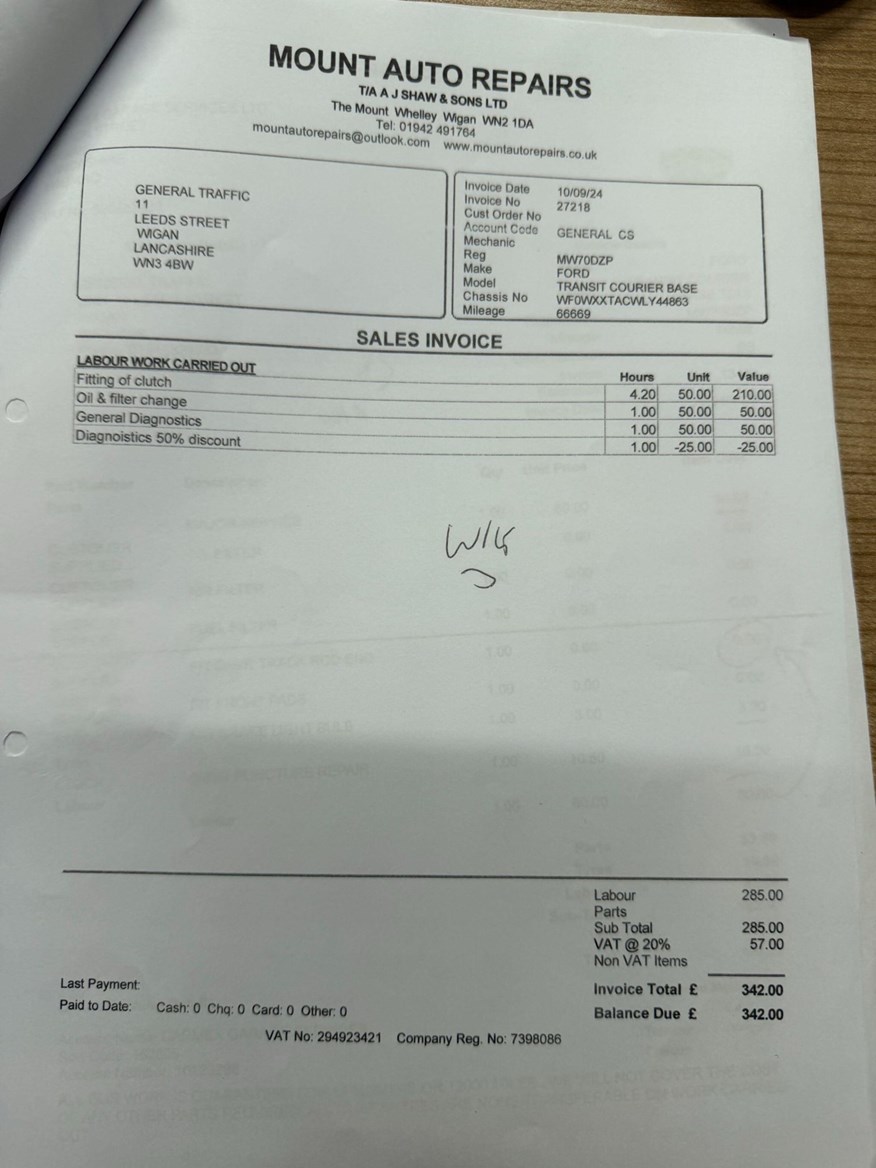 MOUNT AUTO REPAIRS
T/A A J SHAW & SONS LTD
The Mount Whelley Wigan WN2 1DA
Tel: 01942 491764
mountautorepairs@outlook.com www.mountautorepairs.co.uk
GENERAL TRAFFIC
11
LEEDS STREET
WIGAN
LANCASHIRE
WN3 4BW
Invoice Date 10/09/24
Invoice No 27218
Cust Order No
Account Code GENERAL CS
Mechanic
Reg MW70DZP
Make FORD
Model TRANSIT COURIER BASE
Chassis No WF0WXXTACWLY44863
Mileage 66669
SALES INVOICE
LABOUR WORK CARRIED OUT Hours Unit Value
Fitting of clutch 4.20 50.00 210.00
Oil & filter change 1.00 50.00 50.00
General Diagnostics 1.00 50.00 50.00
Diagnoistics 50% discount 1.00 -25.00 -25.00
Labour 285.00
Parts
Sub Total 285.00
VAT @ 20% 57.00
Non VAT Items
Invoice Total £ 342.00
Balance Due £ 342.00
Last Payment:
Paid to Date: Cash: 0 Chq: 0 Card: 0 Other: 0
VAT No: 294923421 Company Reg. No: 7398086